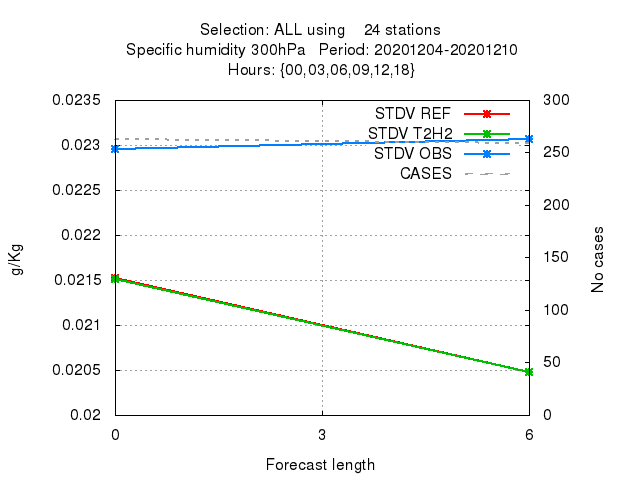 Selection: ALL using    24 stations
Specific humidity 300hPa   Period: 20201204-20201210
Hours: {00,03,06,09,12,18}
0.0235
0.023
0.0225
0.022
0.0215
0.021
0.0205
0.02
g/Kg
STDV REF
STDV T2H2
STDV OBS
CASES
300
250
200
150
100
50
0
No cases
0
3
6
Forecast length